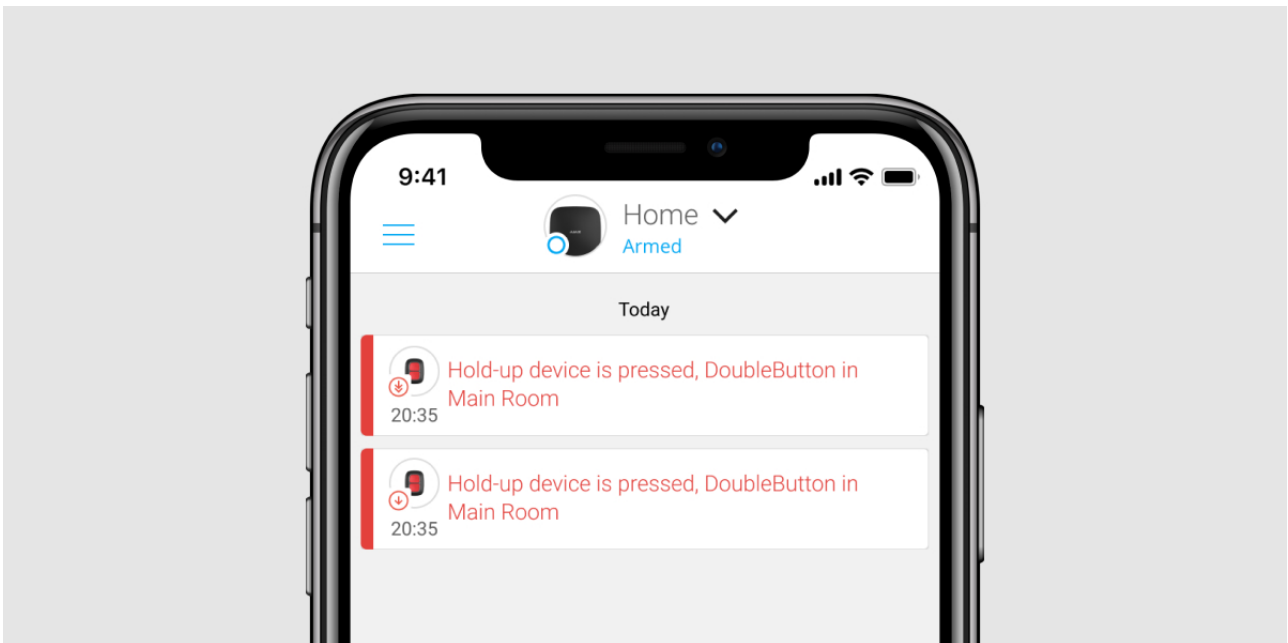 9:41
Home
Armed
Today
Hold-up device is pressed, DoubleButton in
Main Room
20:35
Hold-up device is pressed, DoubleButton in
Main Room
20:35